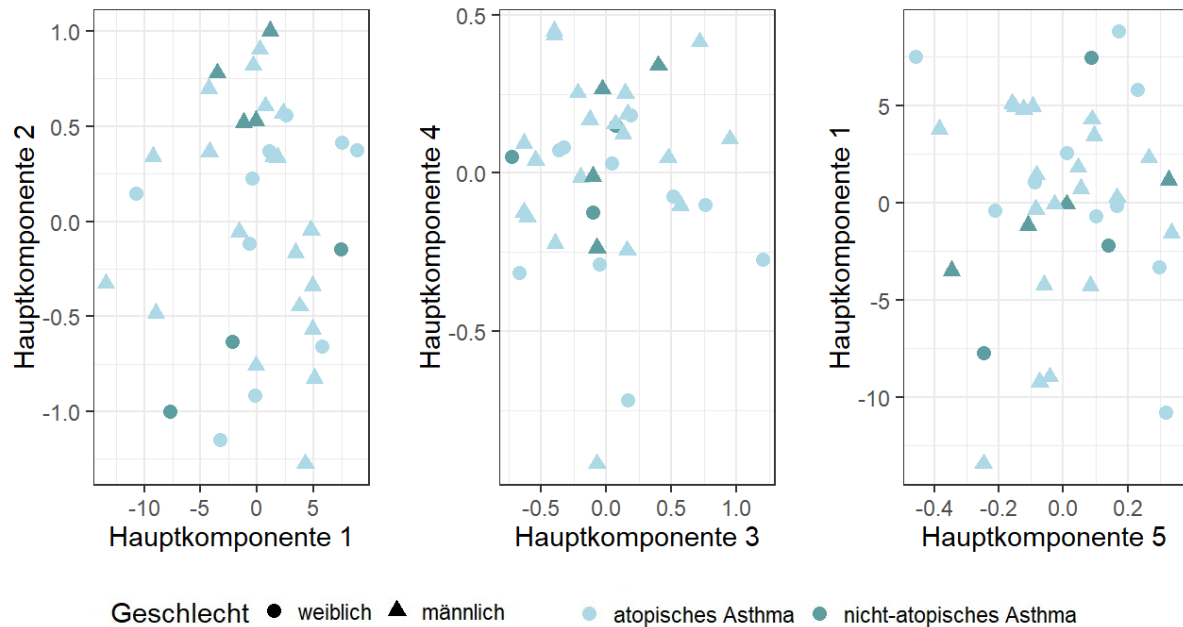 1.0
0.5
0.0
-0.5
-1.0
Hauptkomponente 2
-10 -5 0 5
Hauptkomponente 1
0.5
0.0
-0.5
Hauptkomponente 4
-0.5 0.0 0.5 1.0
Hauptkomponente 3
5
0
-5
-10
Hauptkomponente 1
-0.4 -0.2 0.0 0.2
Hauptkomponente 5
Geschlecht weiblich männlich atopisches Asthma nicht-atopisches Asthma